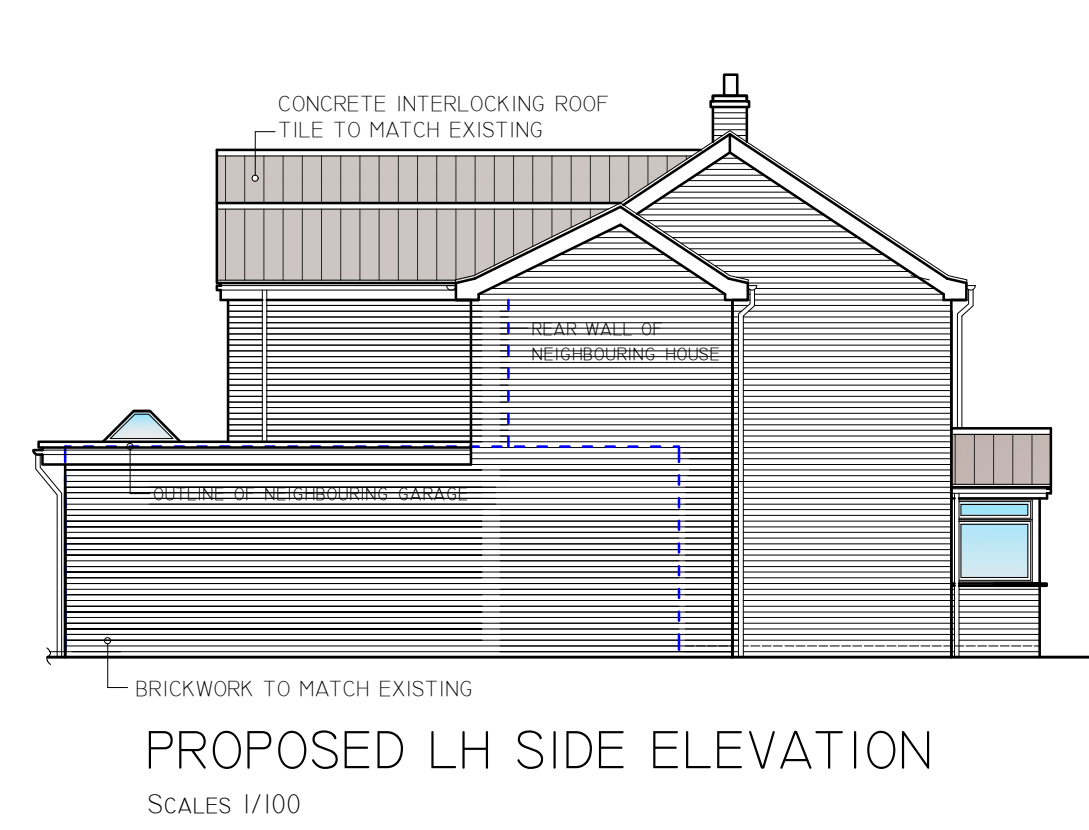 CONCRETE INTERLOCKING ROOF
TILE TO MATCH EXISTING
REAR WALL OF
NEIGHBOURING HOUSE
OUTLINE OF NEIGHBOURING GARAGE
BRICKWORK TO MATCH EXISTING
PROPOSED LH SIDE ELEVATION
SCALES 1/100